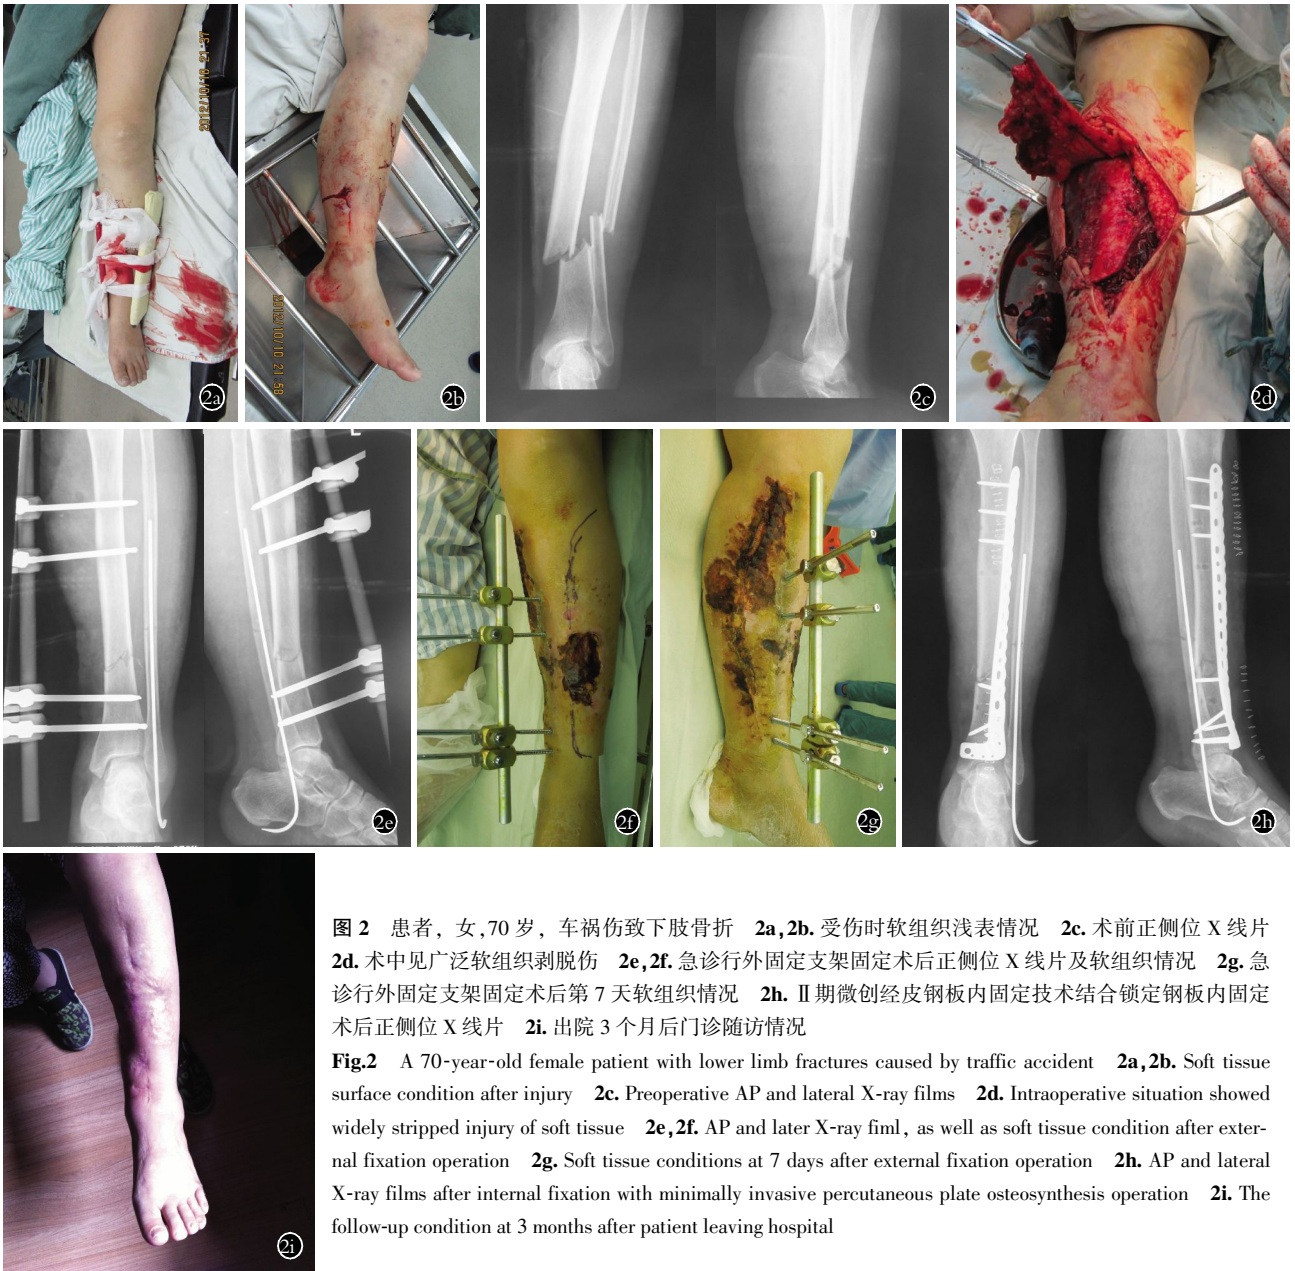 2012/10/18 21:37
2a
2012/10/10 21:58
2b
2c
2d
2e
2f
2g
2h
2i
图 2 患者，女，70 岁，车祸伤致下肢骨折 2a，2b. 受伤时软组织浅表情况 2c. 术前正侧位 X 线片
2d. 术中见广泛软组织剥脱伤 2e，2f. 急诊行外固定支架固定术后正侧位 X 线片及软组织情况 2g. 急
诊行外固定支架固定术后第 7 天软组织情况 2h. Ⅱ期微创经皮钢板内固定技术结合锁定钢板内固定
术后正侧位 X 线片 2i. 出院 3 个月后门诊随访情况
Fig.2 A 70-year-old female patient with lower limb fractures caused by traffic accident 2a,2b. Soft tissue
surface condition after injury 2c. Preoperative AP and lateral X-ray films 2d. Intraoperative situation showed
widely stripped injury of soft tissue 2e,2f. AP and later X-ray fiml, as well as soft tissue condition after exter-
nal fixation operation 2g. Soft tissue conditions at 7 days after external fixation operation 2h. AP and lateral
X-ray films after internal fixation with minimally invasive percutaneous plate osteosynthesis operation 2i. The
follow-up condition at 3 months after patient leaving hospital